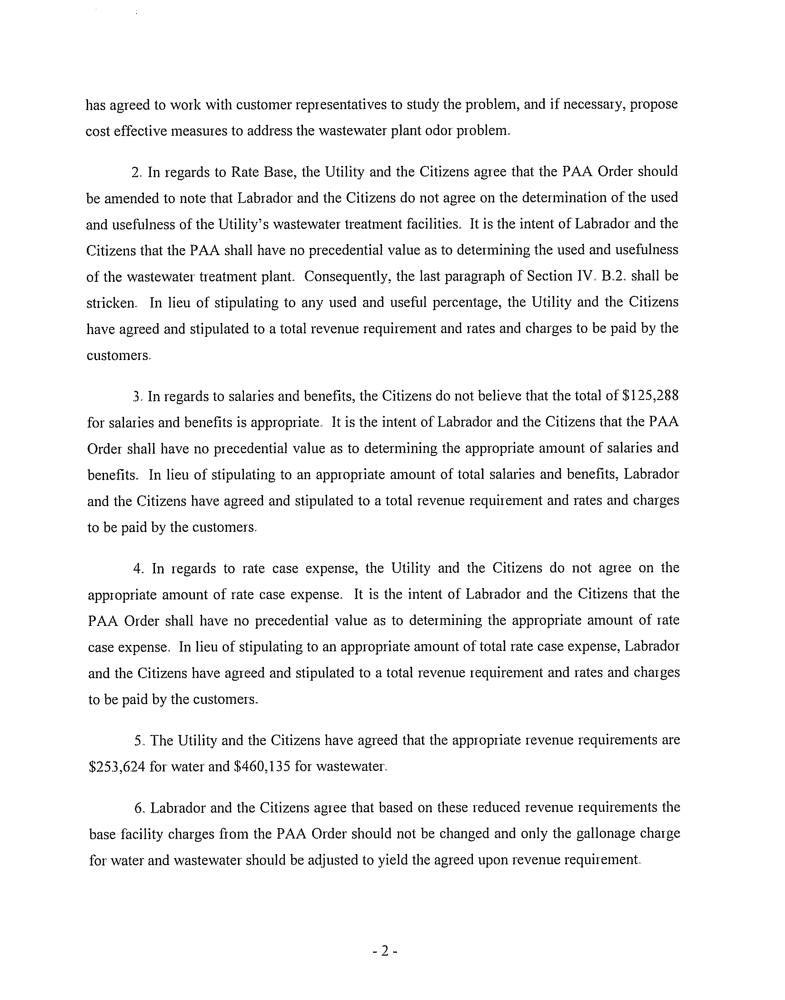 has agreed to work with customer representatives to study the problem, and if necessary, propose
cost effective measures to address the wastewater plant odor problem.
2. In regards to Rate Base, the Utility and the Citizens agree that the PAA Order should
be amended to note that Labrador and the Citizens do not agree on the determination of the used
and usefulness of the Utility's wastewater treatment facilities. It is the intent of Labrador and the
Citizens that the PAA shall have no precedential value as to determining the used and usefulness
of the wastewater treatment plant. Consequently, the last paragraph of Section IV. B.2. shall be
stricken. In lieu of stipulating to any used and useful percentage, the Utility and the Citizens
have agreed and stipulated to a total revenue requirement and rates and charges to be paid by the
customers.
3. In regards to salaries and benefits, the Citizens do not believe that the total of $125,288
for salaries and benefits is appropriate. It is the intent of Labrador and the Citizens that the PAA
Order shall have no precedential value as to determining the appropriate amount of salaries and
benefits. In lieu of stipulating to an appropriate amount of total salaries and benefits, Labrador
and the Citizens have agreed and stipulated to a total revenue requirement and rates and charges
to be paid by the customers.
4. In regards to rate case expense, the Utility and the Citizens do not agree on the
appropriate amount of rate case expense. It is the intent of Labrador and the Citizens that the
PAA Order shall have no precedential value as to determining the appropriate amount of rate
case expense. In lieu of stipulating to an appropriate amount of total rate case expense, Labrador
and the Citizens have agreed and stipulated to a total revenue requirement and rates and charges
to be paid by the customers.
5. The Utility and the Citizens have agreed that the appropriate revenue requirements are
$253,624 for water and $460,135 for wastewater.
6. Labrador and the Citizens agree that based on these reduced revenue requirements the
base facility charges from the PAA Order should not be changed and only the gallonage charge
for water and wastewater should be adjusted to yield the agreed upon revenue requirement.
- 2 -